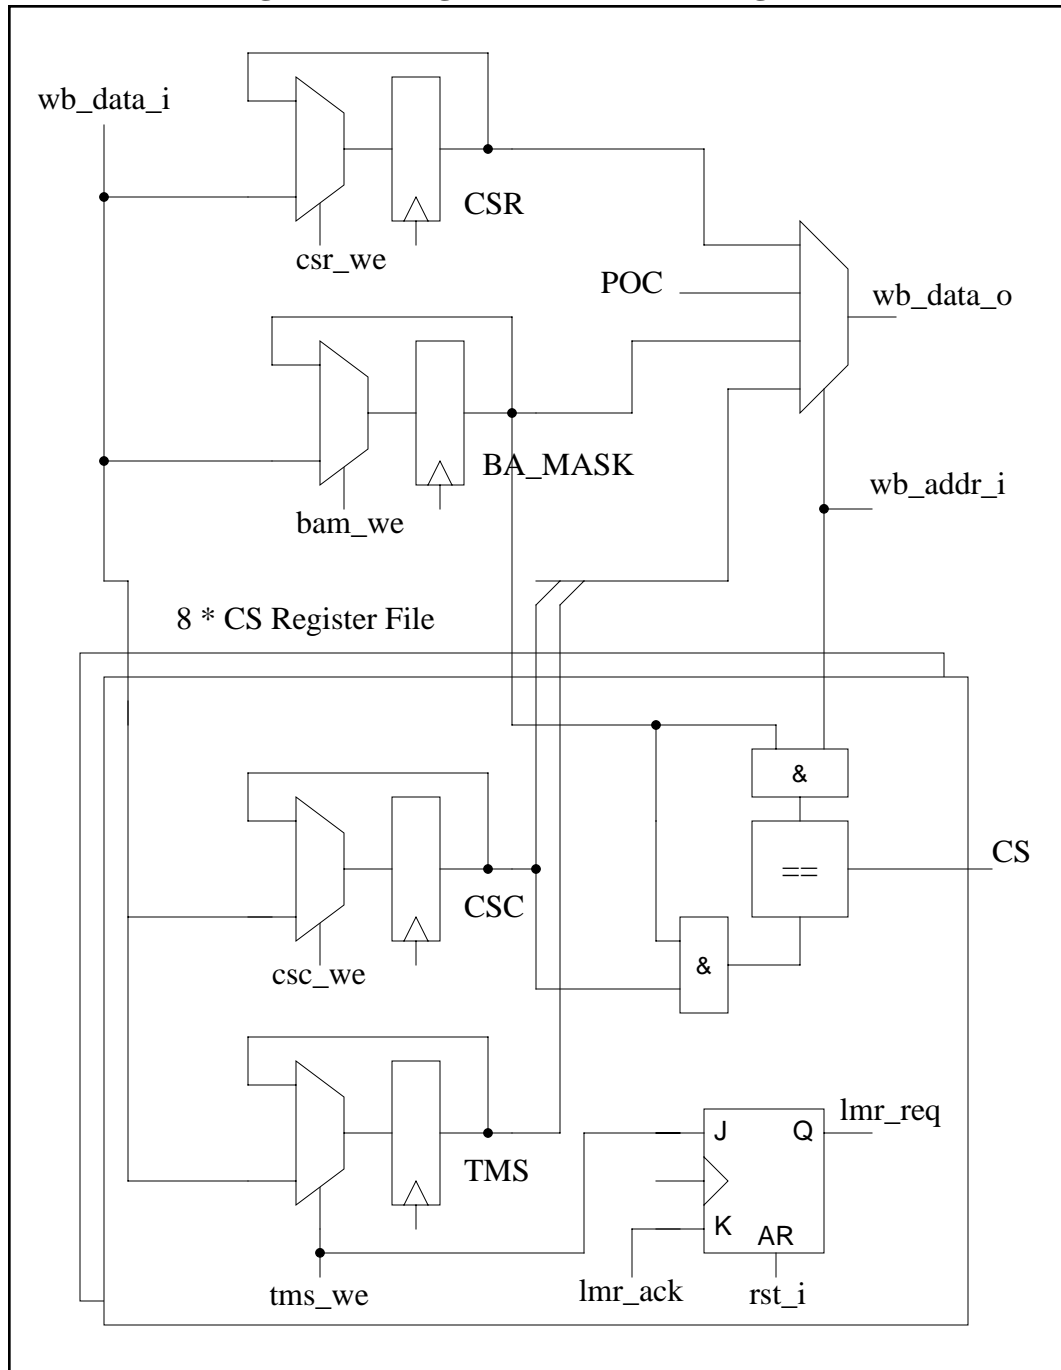 wb_data_i
CSR
csr_we
POC
wb_data_o
BA_MASK
wb_addr_i
bam_we
8 * CS Register File
&
==
CS
CSC
&
csc_we
lmr_req
J Q
TMS
K
AR
tms_we
lmr_ack
rst_i